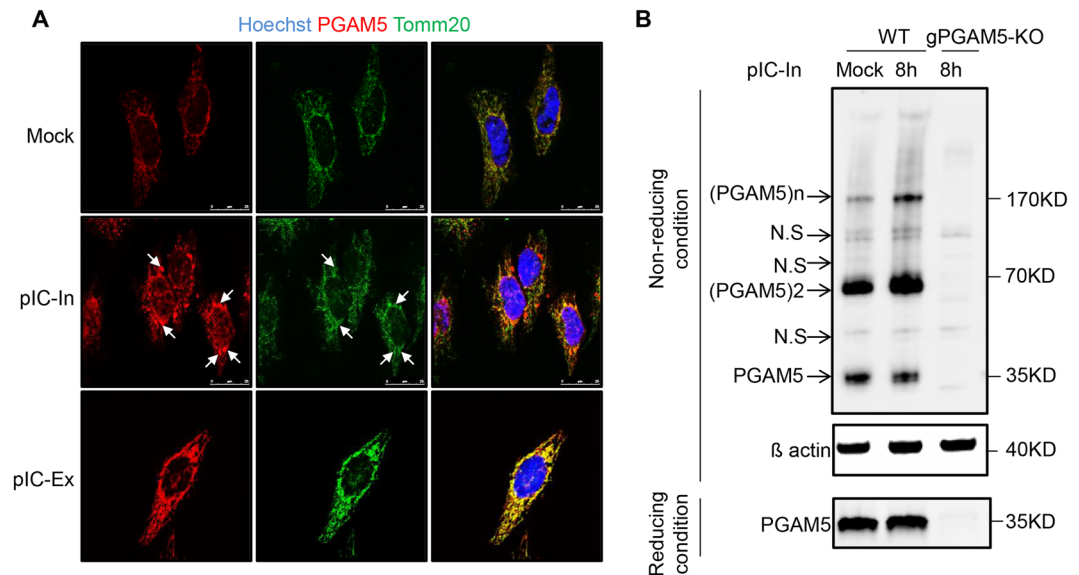 A
Hoechst PGAM5 Tomm20
Mock
pIC-In
pIC-Ex
B
WT gPGAM5-KO
pIC-In Mock 8h 8h
Non-reducing
condition
(PGAM5)n
170KD
N.S
N.S
70KD
(PGAM5)2
N.S
PGAM5
35KD
ß actin
40KD
Reducing
condition
PGAM5
35KD